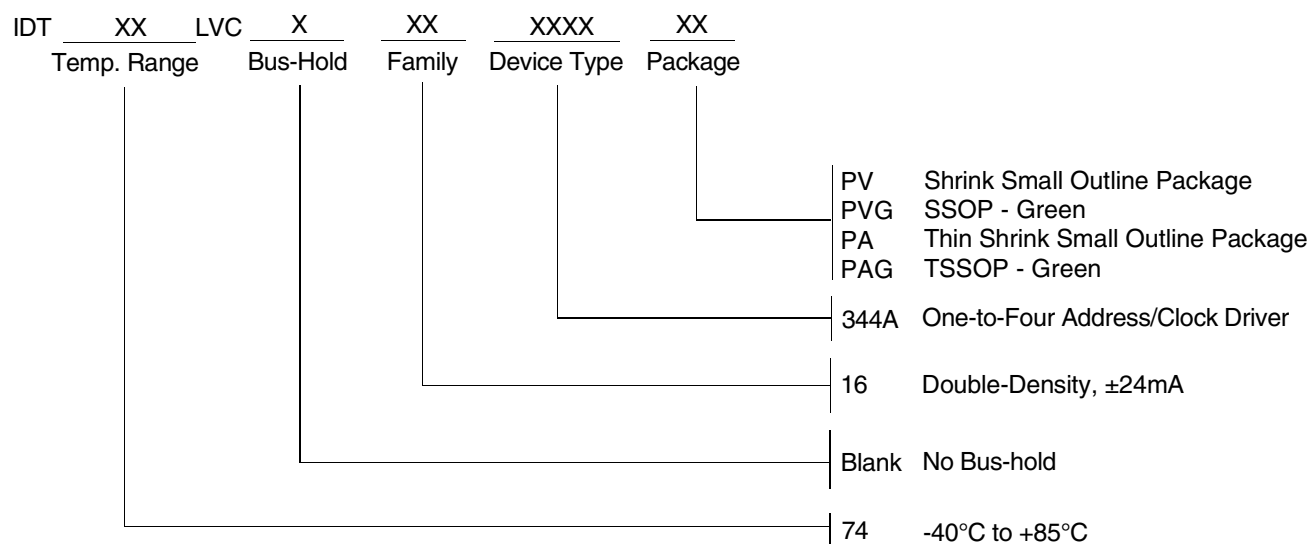 IDT XX LVC X XX XXXX XX
Temp. Range Bus-Hold Family Device Type Package
PV Shrink Small Outline Package
PVG SSOP - Green
PA Thin Shrink Small Outline Package
PAG TSSOP - Green
344A One-to-Four Address/Clock Driver
16 Double-Density, ±24mA
Blank No Bus-hold
74 -40°C to +85°C